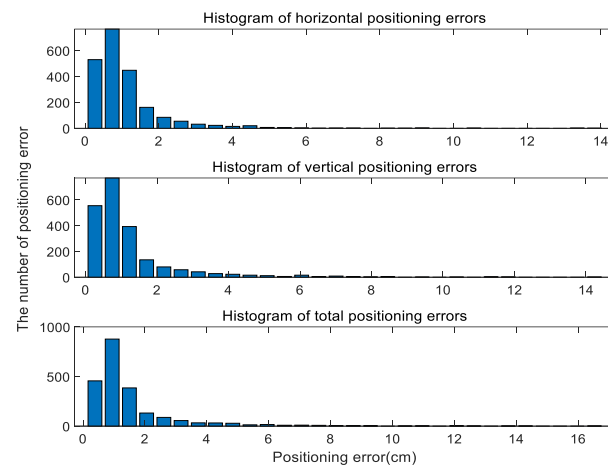 Histogram of horizontal positioning errors
600
400
200
0
0 2 4 6 8 10 12 14
Histogram of vertical positioning errors
600
400
200
0
0 2 4 6 8 10 12 14
Histogram of total positioning errors
1000
500
0
0 2 4 6 8 10 12 14 16
Positioning error(cm)
The number of positioning error